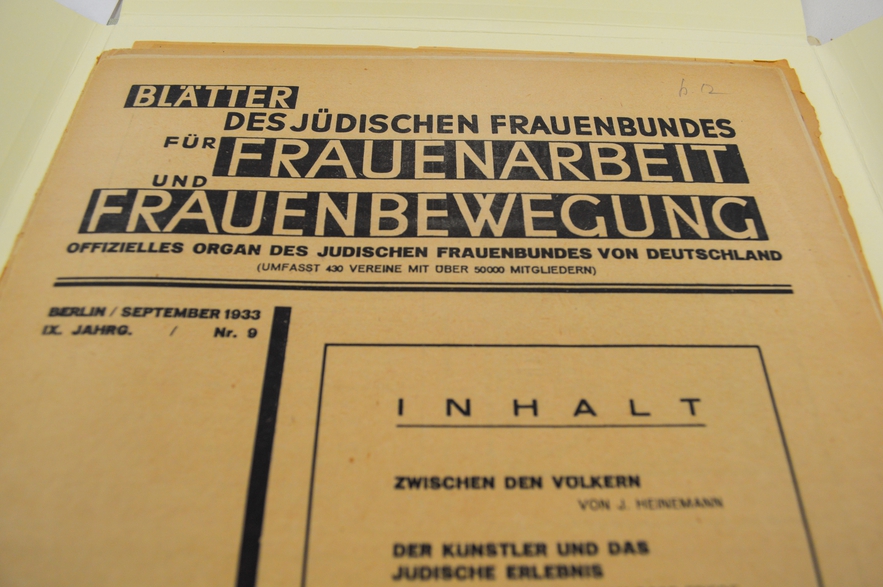 BLÄTTER
DES JÜDISCHEN FRAUENBUNDES
FÜR FRAUENARBEIT
UND
FRAUENBEWEGUNG
OFFIZIELLES ORGAN DES JUDISCHEN FRAUENBUNDES VON DEUTSCHLAND
(UMFASST 430 VEREINE MIT ÜBER 50000 MITGLIEDERN)
BERLIN / SEPTEMBER 1933
IX. JAHRG. / Nr. 9
INHALT
ZWISCHEN DEN VOLKERN
VON J. HEINEMANN
DER KUNSTLER UND DAS
JUDISCHE ERLEBNIS